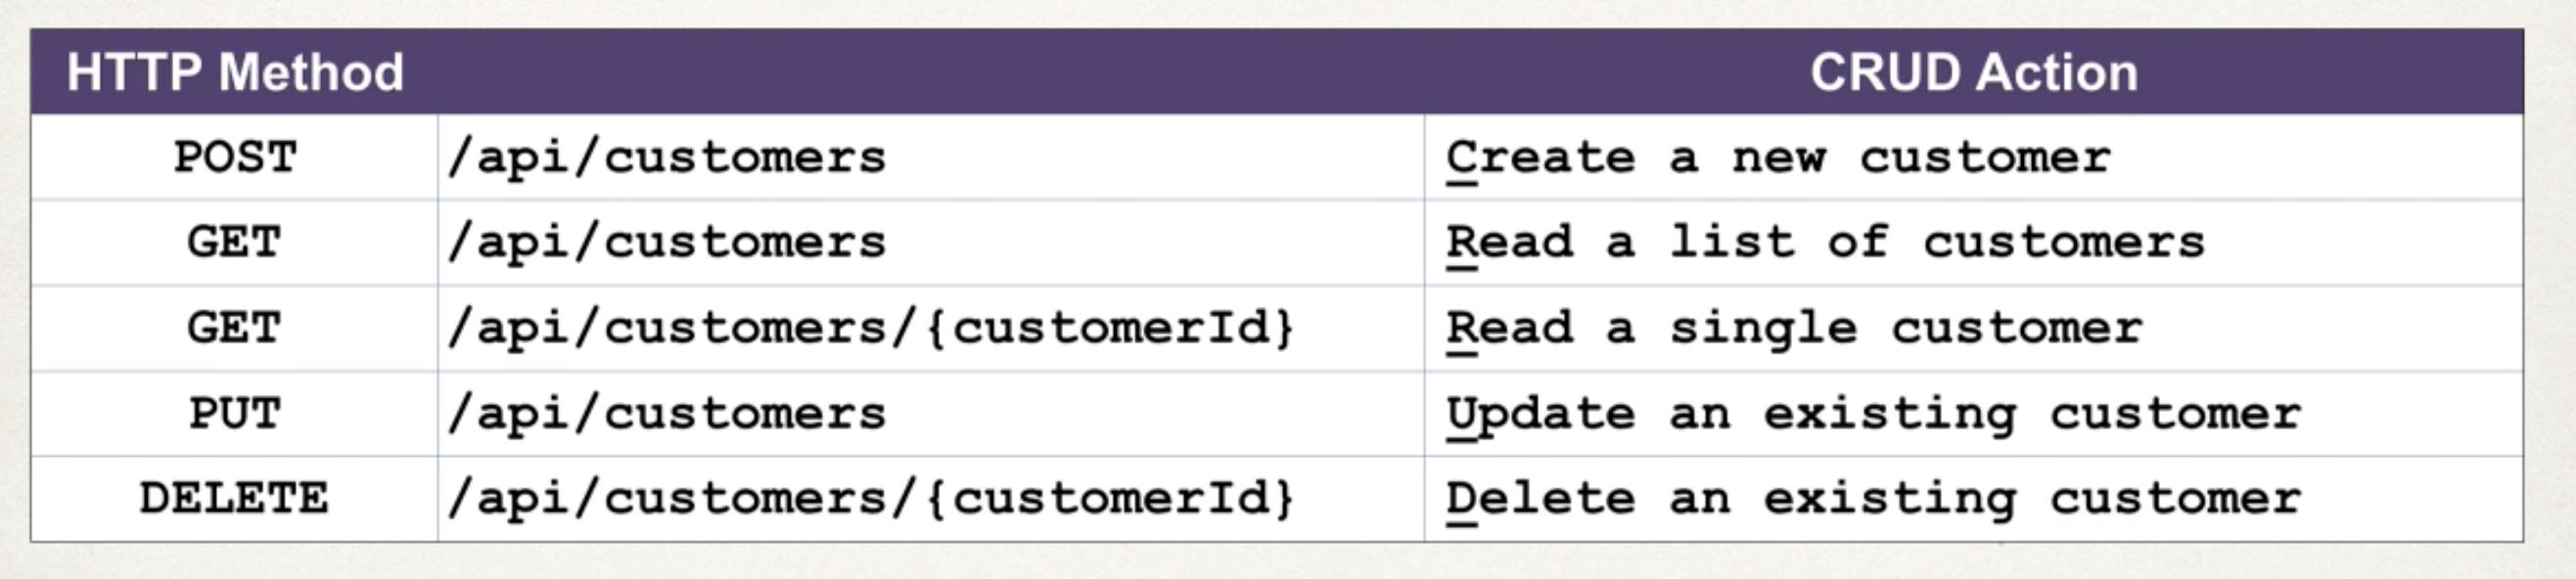 HTTP Method CRUD Action
POST /api/customers Create a new customer
GET /api/customers Read a list of customers
GET /api/customers/{customerId} Read a single customer
PUT /api/customers Update an existing customer
DELETE /api/customers/{customerId} Delete an existing customer